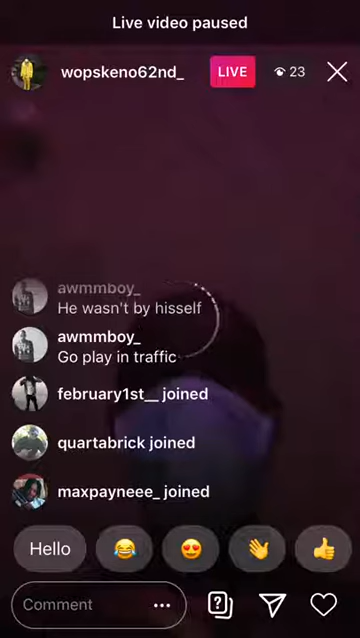 Live video paused
wopskeno62nd_ LIVE 23
awmmboy_
He wasn't by hisself
awmmboy_
Go play in traffic
february1st__ joined
quartabrick joined
maxpayneee_ joined
Hello
Comment